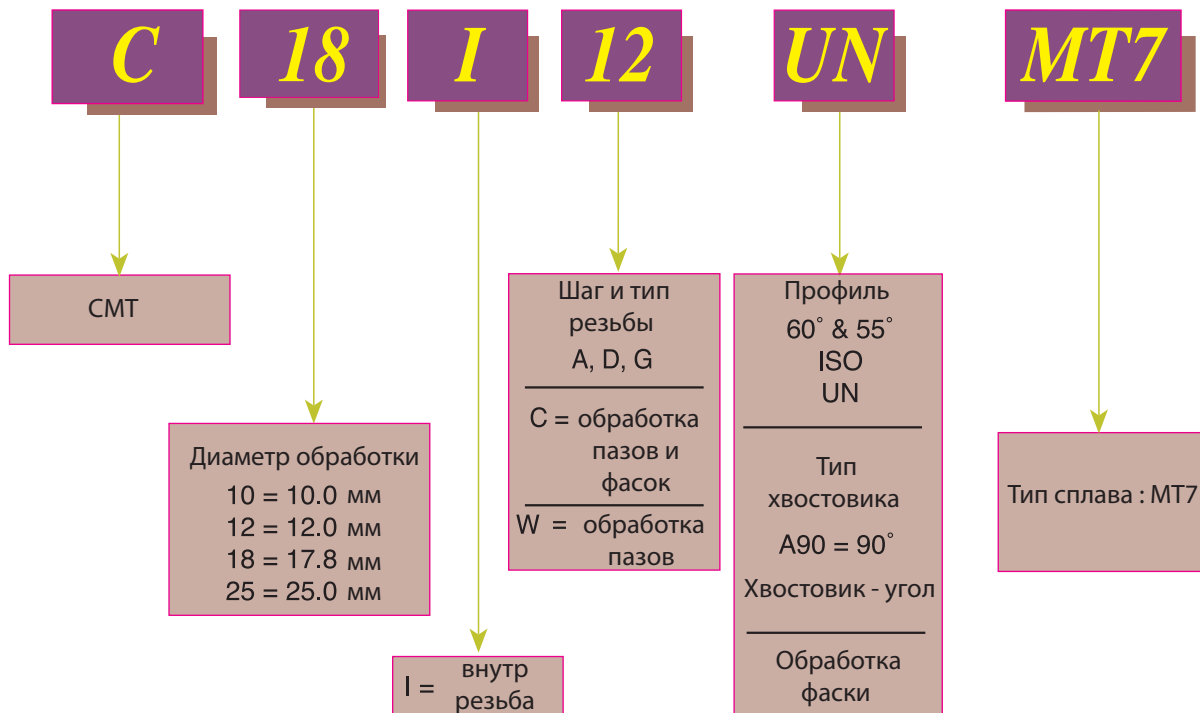 C 18 I 12 UN MT7
СМТ
Диаметр обработки
10 = 10.0 мм
12 = 12.0 мм
18 = 17.8 мм
25 = 25.0 мм
I = внутр
резьба
Шаг и тип
резьбы
A, D, G
C = обработка
пазов и
фасок
W = обработка
пазов
Профиль
60° & 55°
ISO
UN
Тип
хвостовика
A90 = 90°
Хвостовик - угол
Обработка
фаски
Тип сплава : MT7